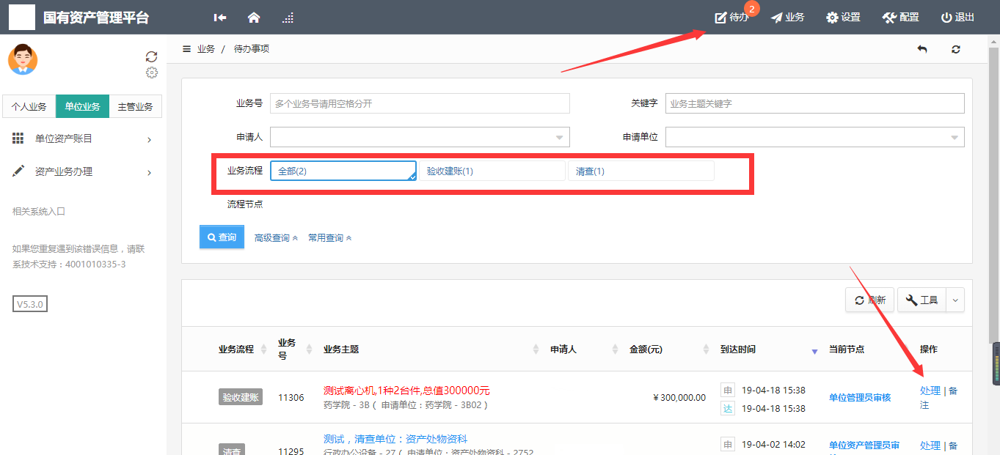 国有资产管理平台
待办 2 业务 设置 配置 退出
业务 / 待办事项
个人业务 单位业务 主管业务
单位资产账目
资产业务办理
相关系统入口
如果您重复遇到该错误信息，请联
系技术支持：4001010335-3
V5.3.0
业务号 多个业务号请用空格分开 关键字 业务主题关键字
申请人 申请单位
业务流程 全部(2) 验收建账(1) 清查(1)
流程节点
查询 高级查询 常用查询
刷新 工具
业务流程 业务号 业务主题 申请人 金额(元) 到达时间 当前节点 操作
验收建账 11306 测试离心机,1种2台件,总值300000元 ¥300,000.00 申 19-04-18 15:38 单位管理员审核 处理 | 备注
药学院 - 3B ( 申请单位：药学院 - 3B02 ) 达 19-04-18 15:38
清查 11295 测试，清查单位：资产处物资科 申 19-04-02 14:02 单位资产管理员审 处理 | 备
行政办公设备 - 27 ( 申请单位：资产处物资科 - 2752